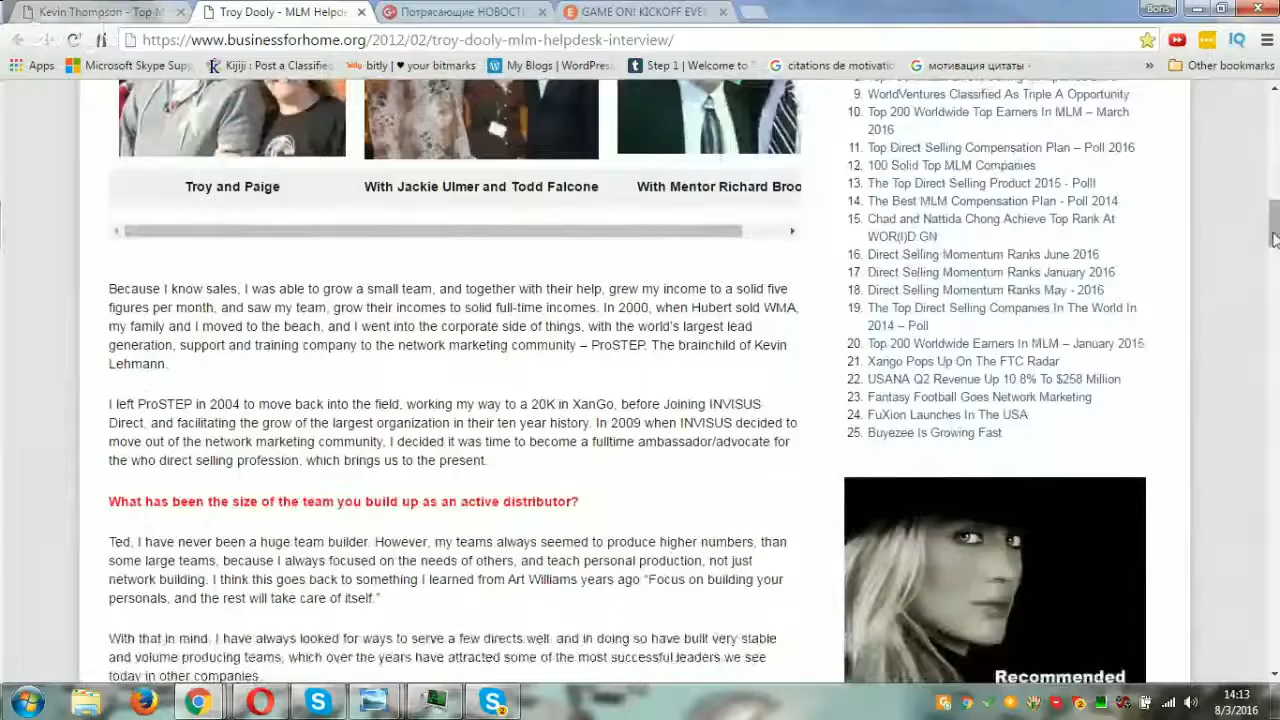 Kevin Thompson - Top M
Troy Dooly - MLM Helpde
Потрясающие НОВОСТИ
GAME ON! KICKOFF EVE
Boris
https://www.businessforhome.org/2012/02/troy-dooly-mlm-helpdesk-interview/
Apps
Microsoft Skype Supp
Kijiji : Post a Classified
bitly | ♥ your bitmarks
My Blogs | WordPress
Step 1 | Welcome to
citations de motivatio
мотивация цитаты -
» Other bookmarks
Troy and Paige
With Jackie Ulmer and Todd Falcone
With Mentor Richard Broo
Because I know sales, I was able to grow a small team, and together with their help, grew my income to a solid five
figures per month, and saw my team, grow their incomes to solid full-time incomes. In 2000, when Hubert sold WMA,
my family and I moved to the beach, and I went into the corporate side of things, with the world's largest lead
generation, support and training company to the network marketing community – ProSTEP. The brainchild of Kevin
Lehmann.
I left ProSTEP in 2004 to move back into the field, working my way to a 20K in XanGo, before Joining INVISUS
Direct, and facilitating the grow of the largest organization in their ten year history. In 2009 when INVISUS decided to
move out of the network marketing community, I decided it was time to become a fulltime ambassador/advocate for
the who direct selling profession, which brings us to the present.
What has been the size of the team you build up as an active distributor?
Ted, I have never been a huge team builder. However, my teams always seemed to produce higher numbers, than
some large teams, because I always focused on the needs of others, and teach personal production, not just
network building. I think this goes back to something I learned from Art Williams years ago “Focus on building your
personals, and the rest will take care of itself.”
With that in mind, I have always looked for ways to serve a few directs well, and in doing so have built very stable
and volume producing teams, which over the years have attracted some of the most successful leaders we see
today in other companies.
9. WorldVentures Classified As Triple A Opportunity
10. Top 200 Worldwide Top Earners In MLM – March
2016
11. Top Direct Selling Compensation Plan – Poll 2016
12. 100 Solid Top MLM Companies
13. The Top Direct Selling Product 2015 - Poll!
14. The Best MLM Compensation Plan - Poll 2014
15. Chad and Nattida Chong Achieve Top Rank At
WOR(l)D GN
16. Direct Selling Momentum Ranks June 2016
17. Direct Selling Momentum Ranks January 2016
18. Direct Selling Momentum Ranks May - 2016
19. The Top Direct Selling Companies In The World In
2014 – Poll
20. Top 200 Worldwide Earners In MLM – January 2015
21. Xango Pops Up On The FTC Radar
22. USANA Q2 Revenue Up 10.8% To $258 Million
23. Fantasy Football Goes Network Marketing
24. FuXion Launches In The USA
25. Buyezee Is Growing Fast
Recommended
14:13
8/3/2016